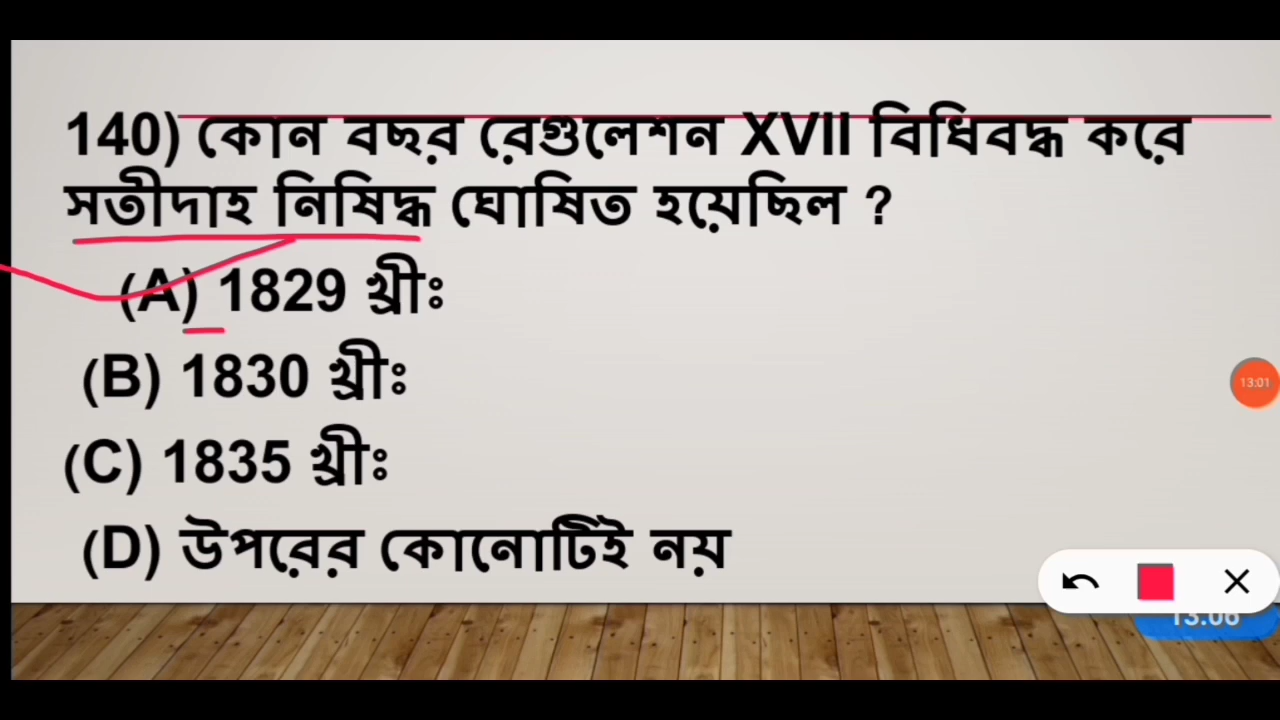 140) কোন বছর রেগুলেশন XVII বিধিবদ্ধ করে
সতীদাহ নিষিদ্ধ ঘোষিত হয়েছিল ?
(A) 1829 খ্রীঃ
(B) 1830 খ্রীঃ
(C) 1835 খ্রীঃ
(D) উপরের কোনোটিই নয়
13:01
13:06